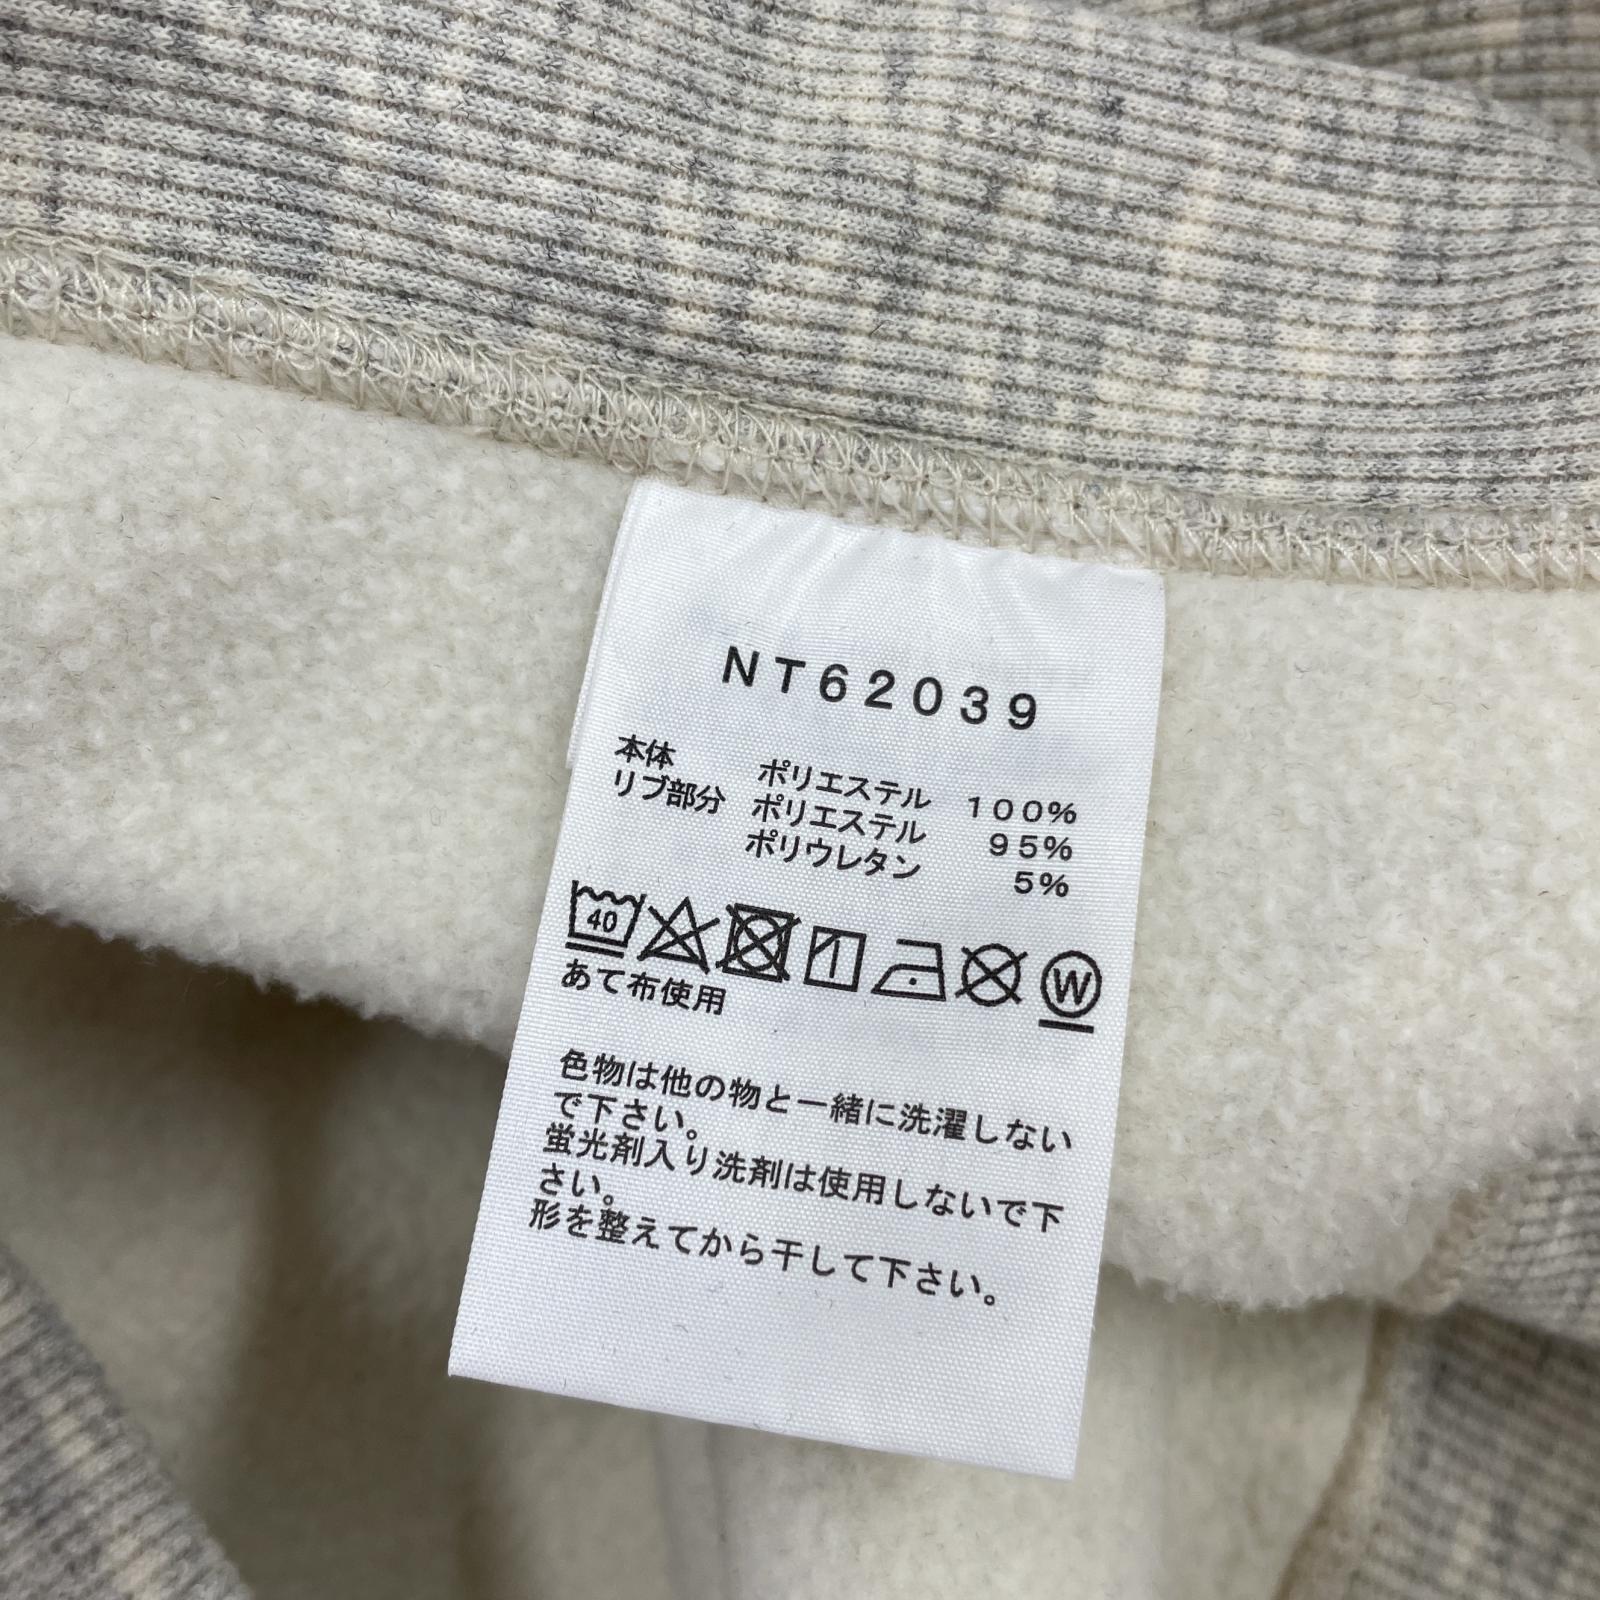 NT62039
本体 ポリエステル 100%
リブ部分 ポリエステル 95%
ポリウレタン 5%
40 W
あて布使用
色物は他の物と一緒に洗濯しない
で下さい。
蛍光剤入り洗剤は使用しないで下
さい。
形を整えてから干して下さい。